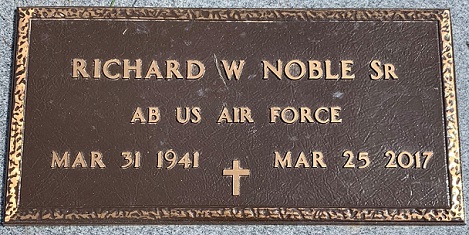 RICHARD W NOBLE SR
AB US AIR FORCE
MAR 31 1941 MAR 25 2017